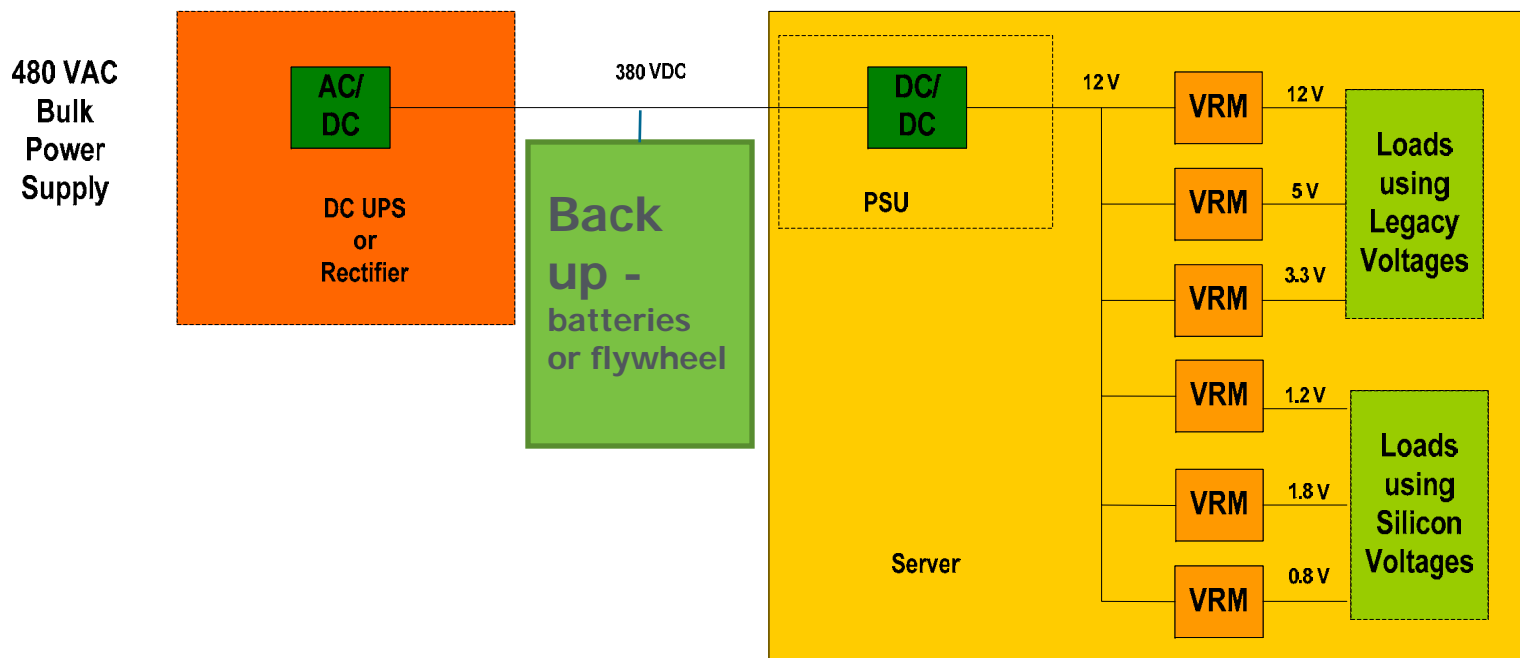 480 VAC
Bulk
Power
Supply
AC/
DC
DC UPS
or
Rectifier
380 VDC
Back
up -
batteries
or flywheel
DC/
DC
PSU
Server
12 V
VRM
12 V
VRM
5 V
VRM
3.3 V
Loads
using
Legacy
Voltages
VRM
1.2 V
VRM
1.8 V
VRM
0.8 V
Loads
using
Silicon
Voltages